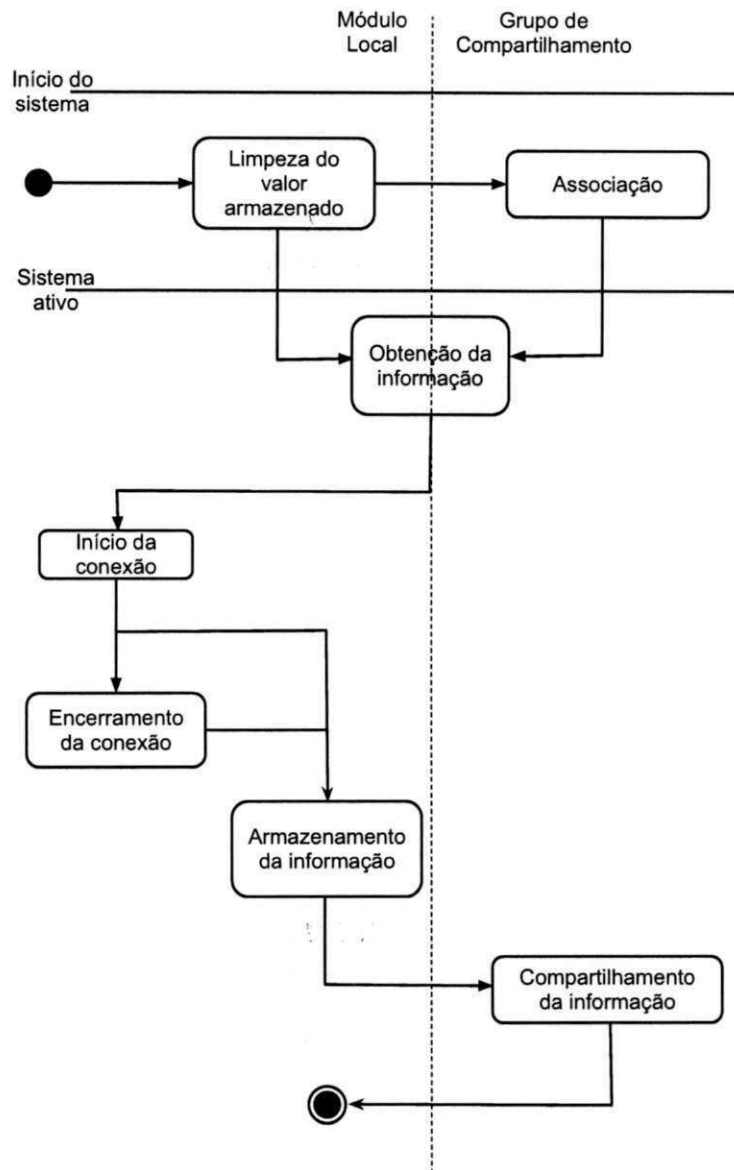 Módulo
Local
Grupo de
Compartilhamento
Início do
sistema
Limpeza do
valor
armazenado
Associação
Sistema
ativo
Obtenção da
informação
Início da
conexão
Encerramento
da conexão
Armazenamento
da informação
Compartilhamento
da informação